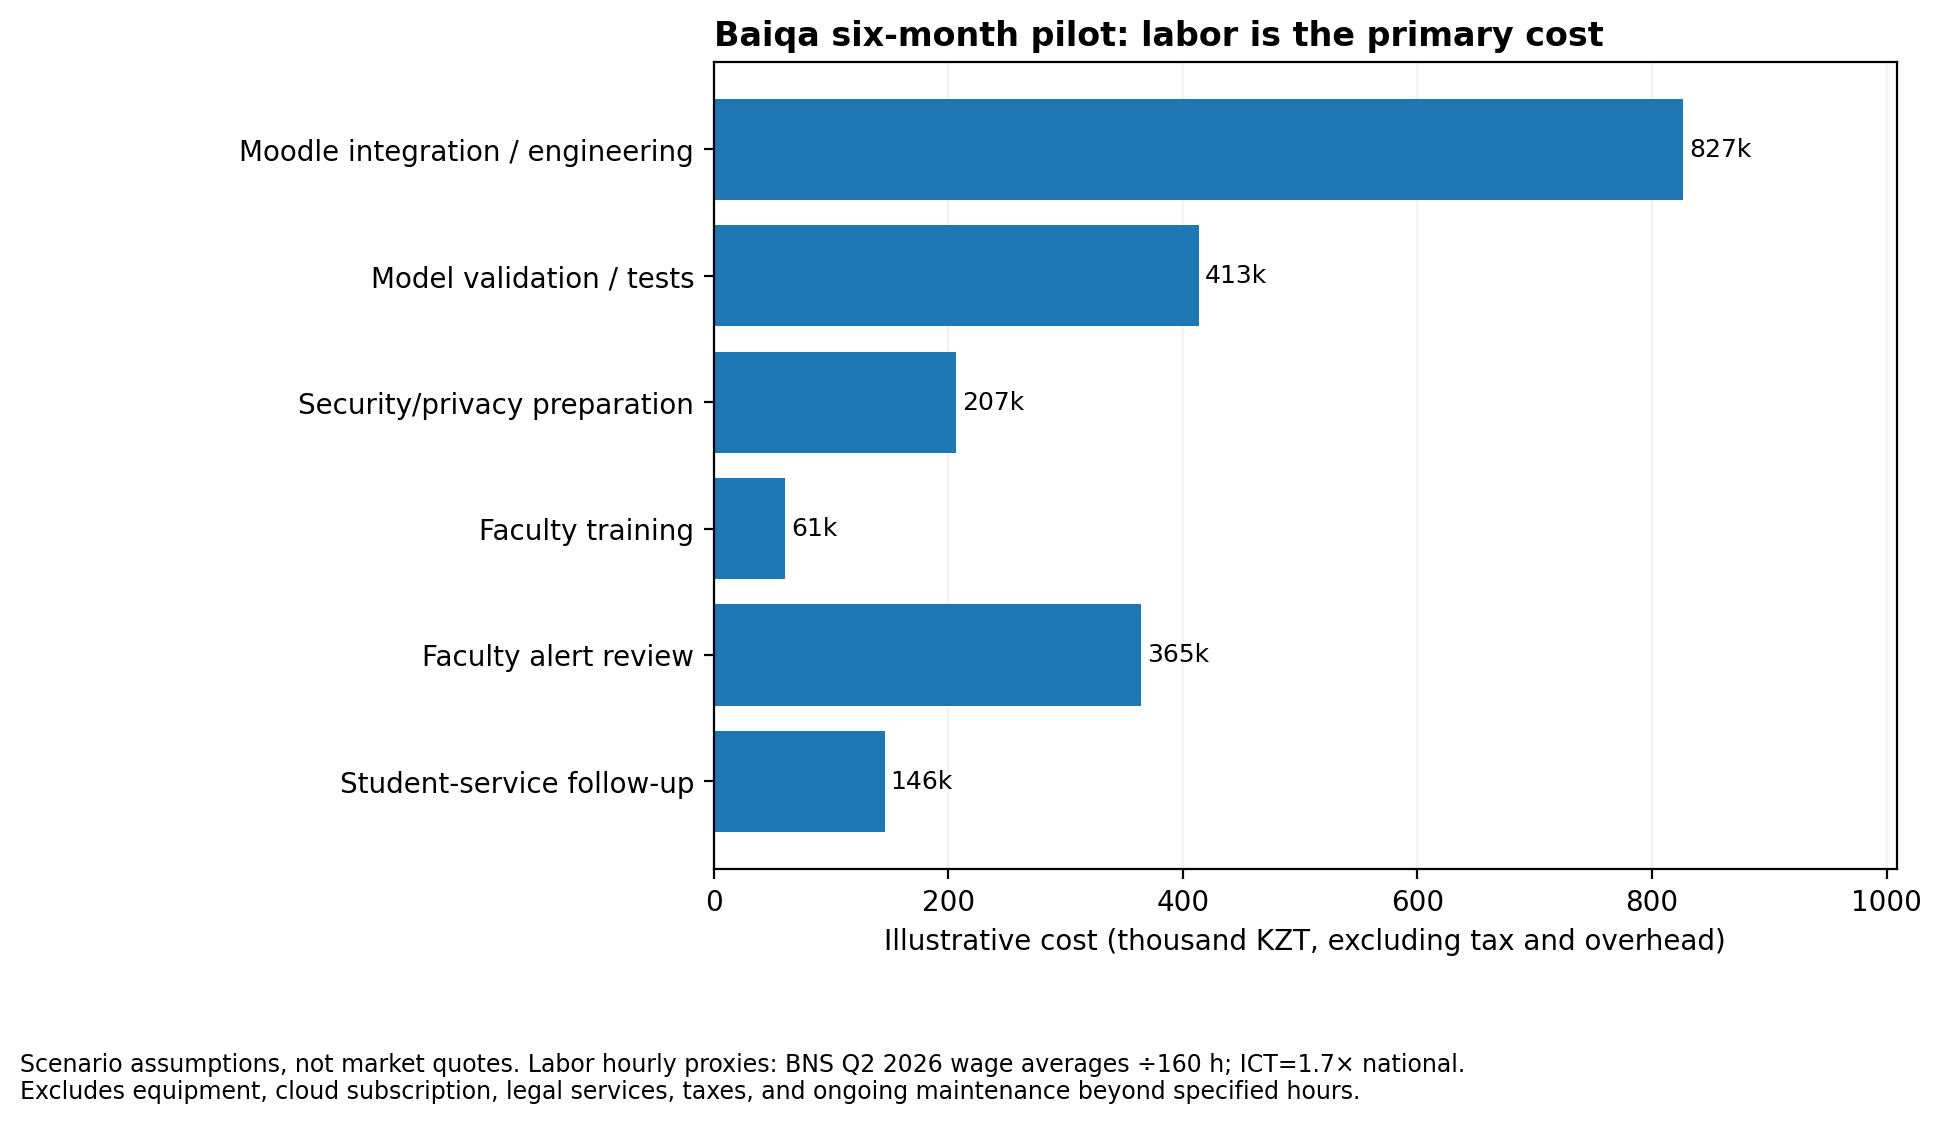 Baiqa six-month pilot: labor is the primary cost
Moodle integration / engineering
827k
Model validation / tests
413k
Security/privacy preparation
207k
Faculty training
61k
Faculty alert review
365k
Student-service follow-up
146k
0 200 400 600 800 1000
Illustrative cost (thousand KZT, excluding tax and overhead)
Scenario assumptions, not market quotes. Labor hourly proxies: BNS Q2 2026 wage averages ÷160 h; ICT=1.7× national.
Excludes equipment, cloud subscription, legal services, taxes, and ongoing maintenance beyond specified hours.